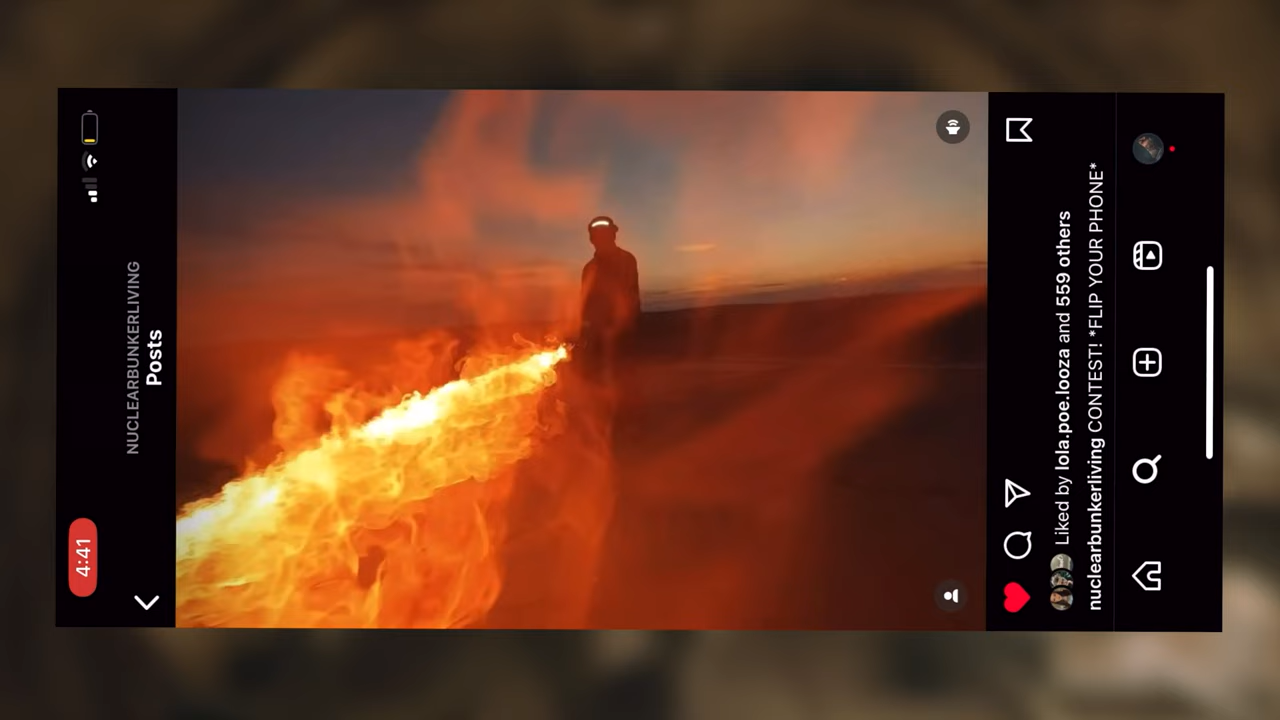 4:41
NUCLEARBUNKERLIVING
Posts
Liked by lola.poe.looza and 559 others
nuclearbunkerliving CONTEST! *FLIP YOUR PHONE*